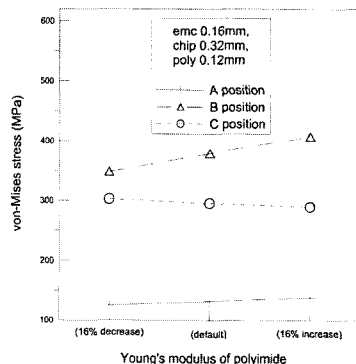 600
500
400
300
200
100
von-Mises stress (MPa)
emc 0.16mm,
chip 0.32mm,
poly 0.12mm
A position
B position
C position
(16% decrease)
(default)
(16% increase)
Young's modulus of polyimide